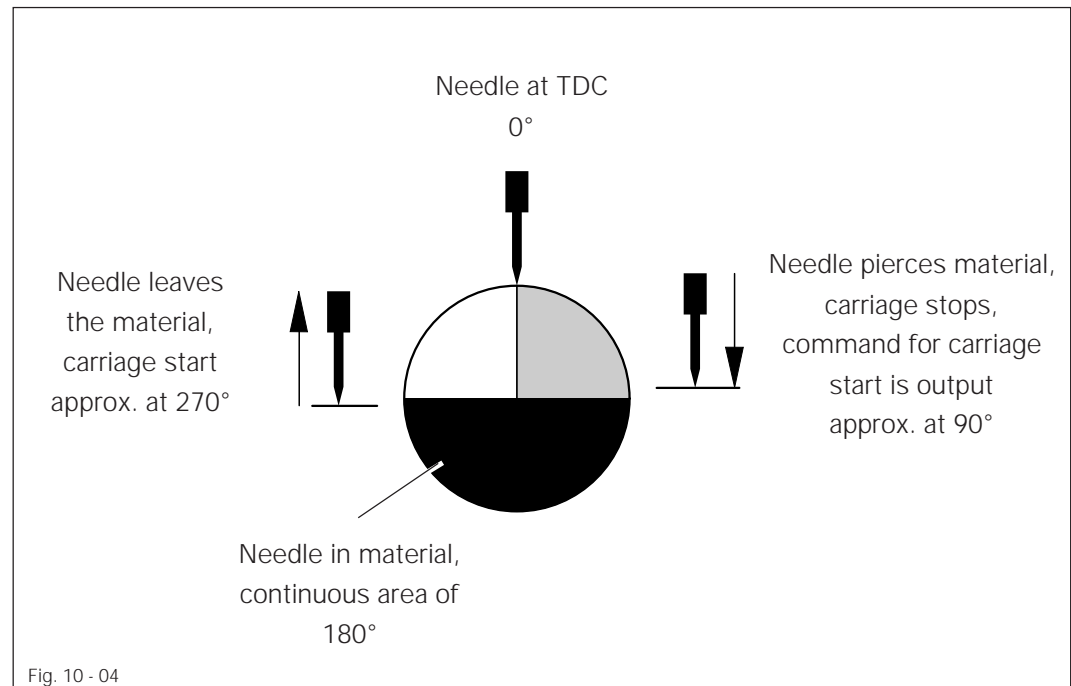 Needle at TDC
0°
Needle leaves
the material,
carriage start
approx. at 270°
Needle pierces material,
carriage stops,
command for carriage
start is output
approx. at 90°
Needle in material,
continuous area of
180°
Fig. 10 - 04